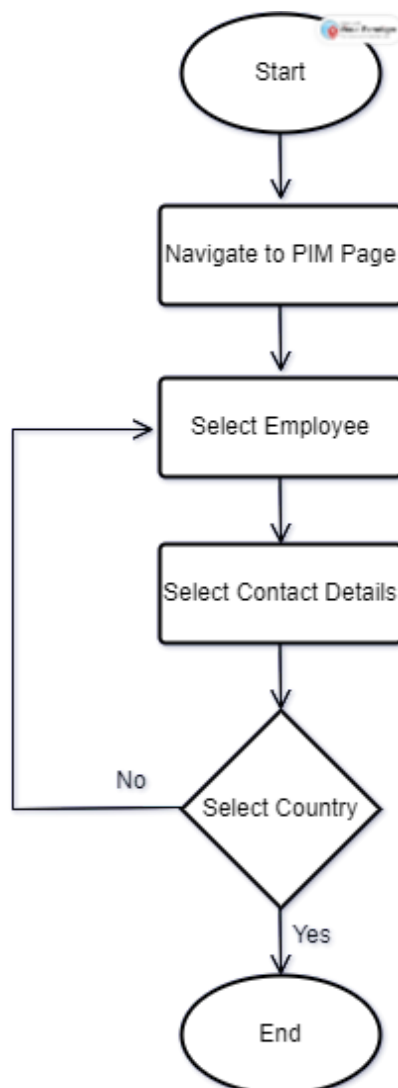 Start
Navigate to PIM Page
Select Employee
Select Contact Details
No
Select Country
Yes
End